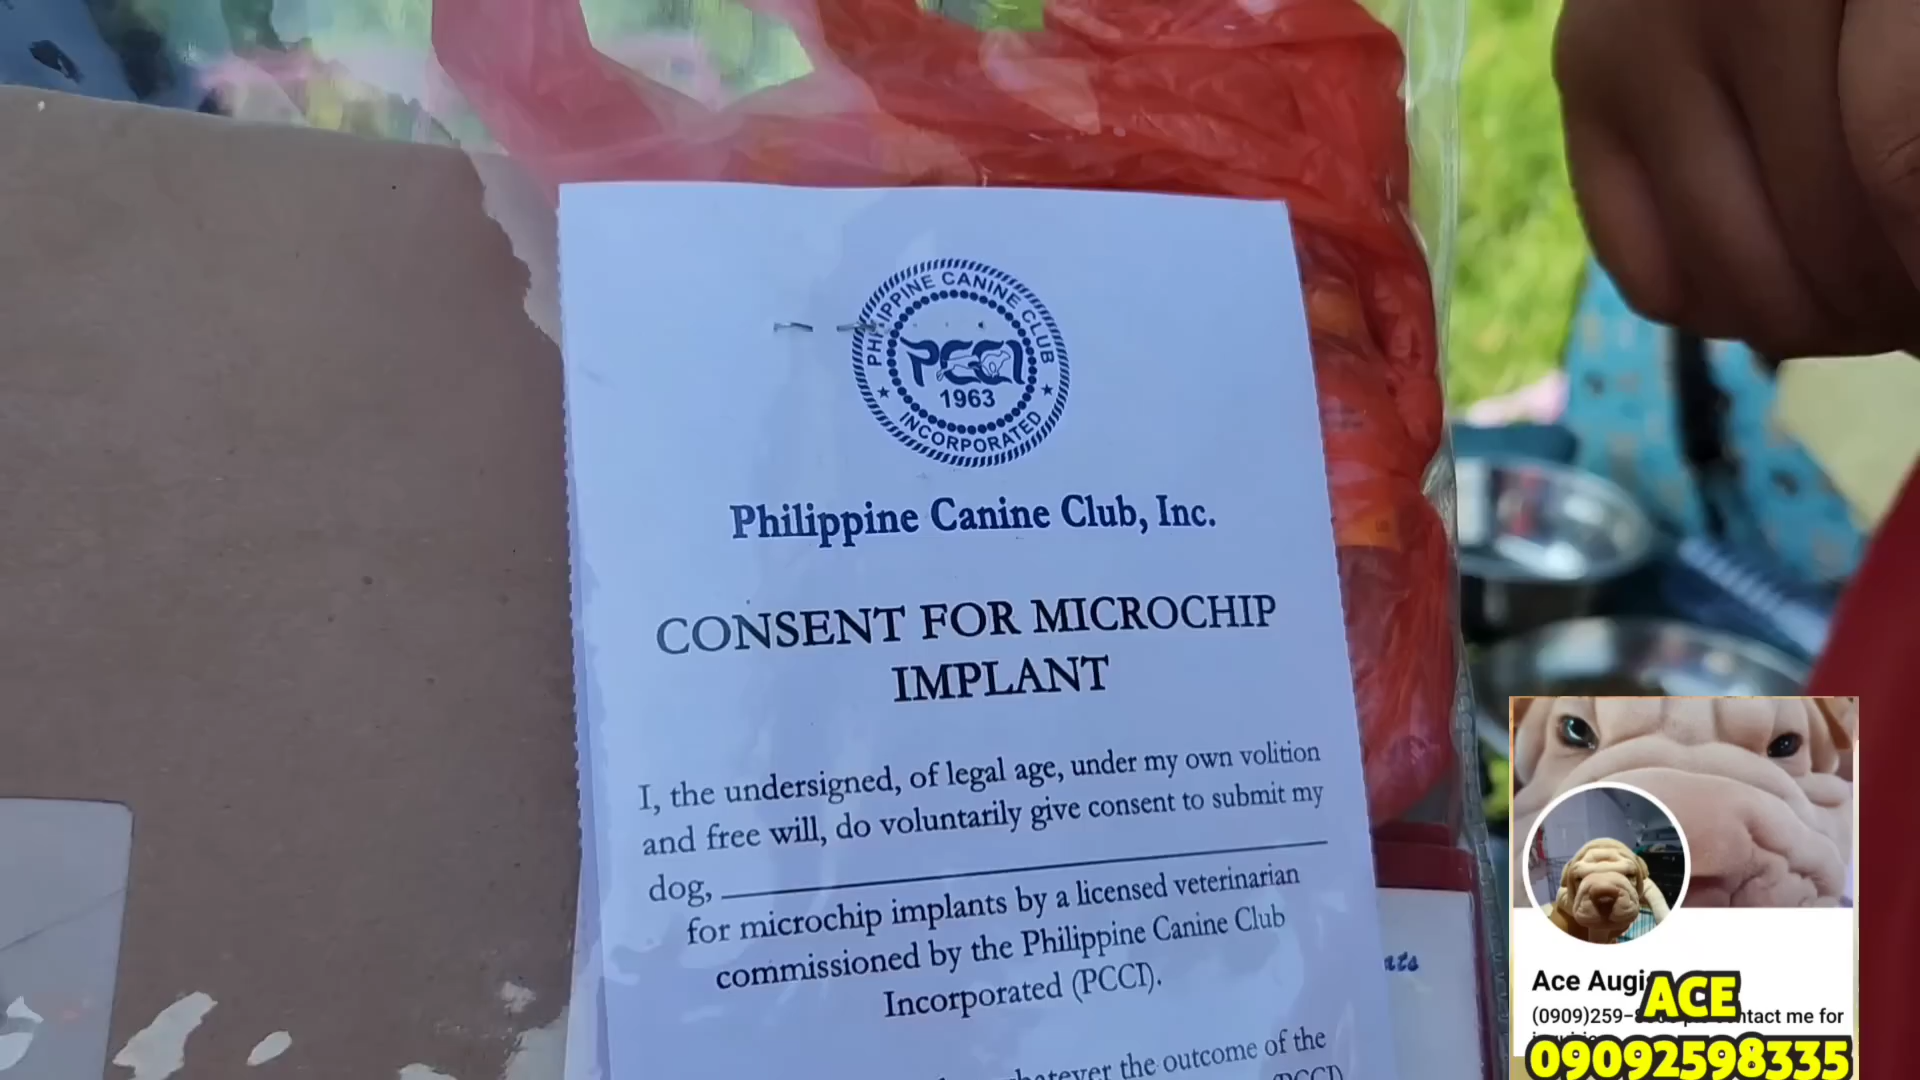 PHILIPPINE CANINE CLUB
PCCI
1963
INCORPORATED
Philippine Canine Club, Inc.
CONSENT FOR MICROCHIP
IMPLANT
I, the undersigned, of legal age, under my own volition
and free will, do voluntarily give consent to submit my
dog,
for microchip implants by a licensed veterinarian
commissioned by the Philippine Canine Club
Incorporated (PCCI).
the outcome of the
Ace
ACE
(0909)259- me for
09092598335